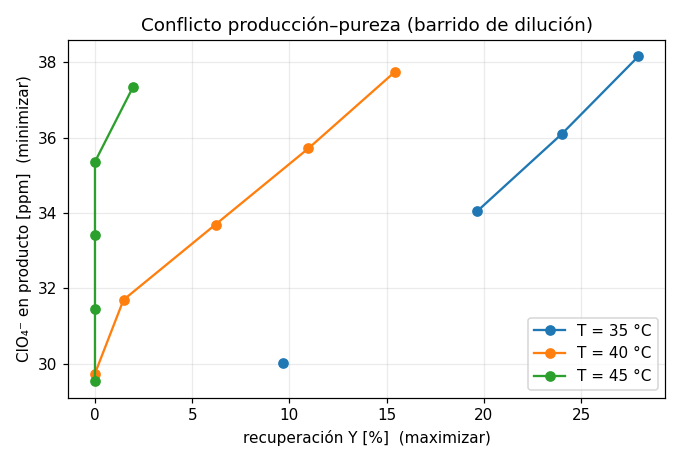 Conflicto producción–pureza (barrido de dilución)
ClO₄⁻ en producto [ppm]  (minimizar)
38
36
34
32
30
T = 35 °C
T = 40 °C
T = 45 °C
0 5 10 15 20 25
recuperación Y [%]  (maximizar)